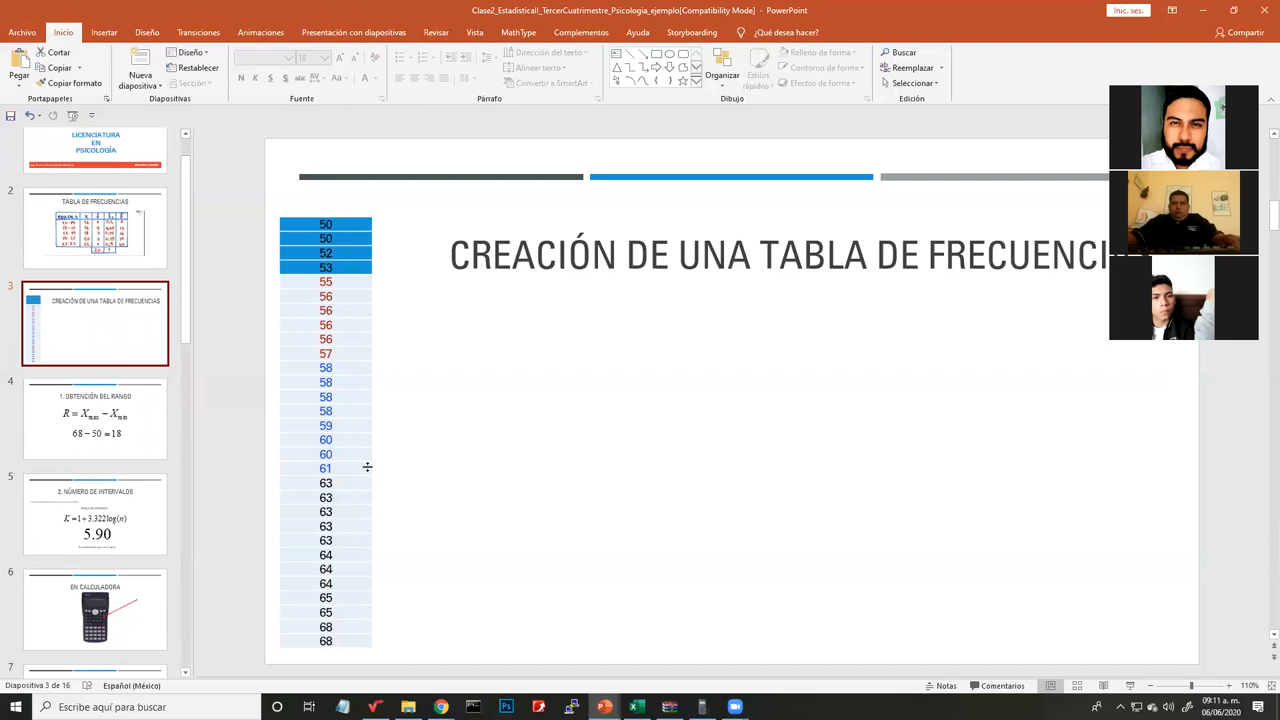 Clase2_EstadisticaII_TercerCuatrimestre_Psicologia_ejemplo[Compatibility Mode] - PowerPoint
Inic. ses.
Archivo Inicio Insertar Diseño Transiciones Animaciones Presentación con diapositivas Revisar Vista MathType Complementos Ayuda Storyboarding ¿Qué desea hacer? Compartir
Pegar
Cortar
Copiar
Copiar formato
Portapapeles
Nueva diapositiva
Diseño
Restablecer
Sección
Diapositivas
18
N K S S abc AV Aa A
Fuente
Párrafo
Dirección del texto
Alinear texto
Convertir a SmartArt
Organizar
Estilos rápidos
Relleno de forma
Contorno de forma
Efectos de forma
Dibujo
Buscar
Reemplazar
Seleccionar
Edición
LICENCIATURA
EN
PSICOLOGÍA
2
TABLA DE FRECUENCIAS
3
CREACIÓN DE UNA TABLA DE FRECUENCIAS
4
1. OBTENCIÓN DEL RANGO
R = Xmax − Xmin
68 − 50 = 18
5
2. NÚMERO DE INTERVALOS
K = 1 + 3.322 log(n)
5.90
6
EN CALCULADORA
7
50
50
52
53
55
56
56
56
56
57
58
58
58
58
59
60
60
61
63
63
63
63
63
64
64
64
65
65
68
68
CREACIÓN DE UNA TABLA DE FRECUENCI
Diapositiva 3 de 16 Español (México) Notas Comentarios 110%
Escribe aquí para buscar
09:11 a. m.
06/06/2020